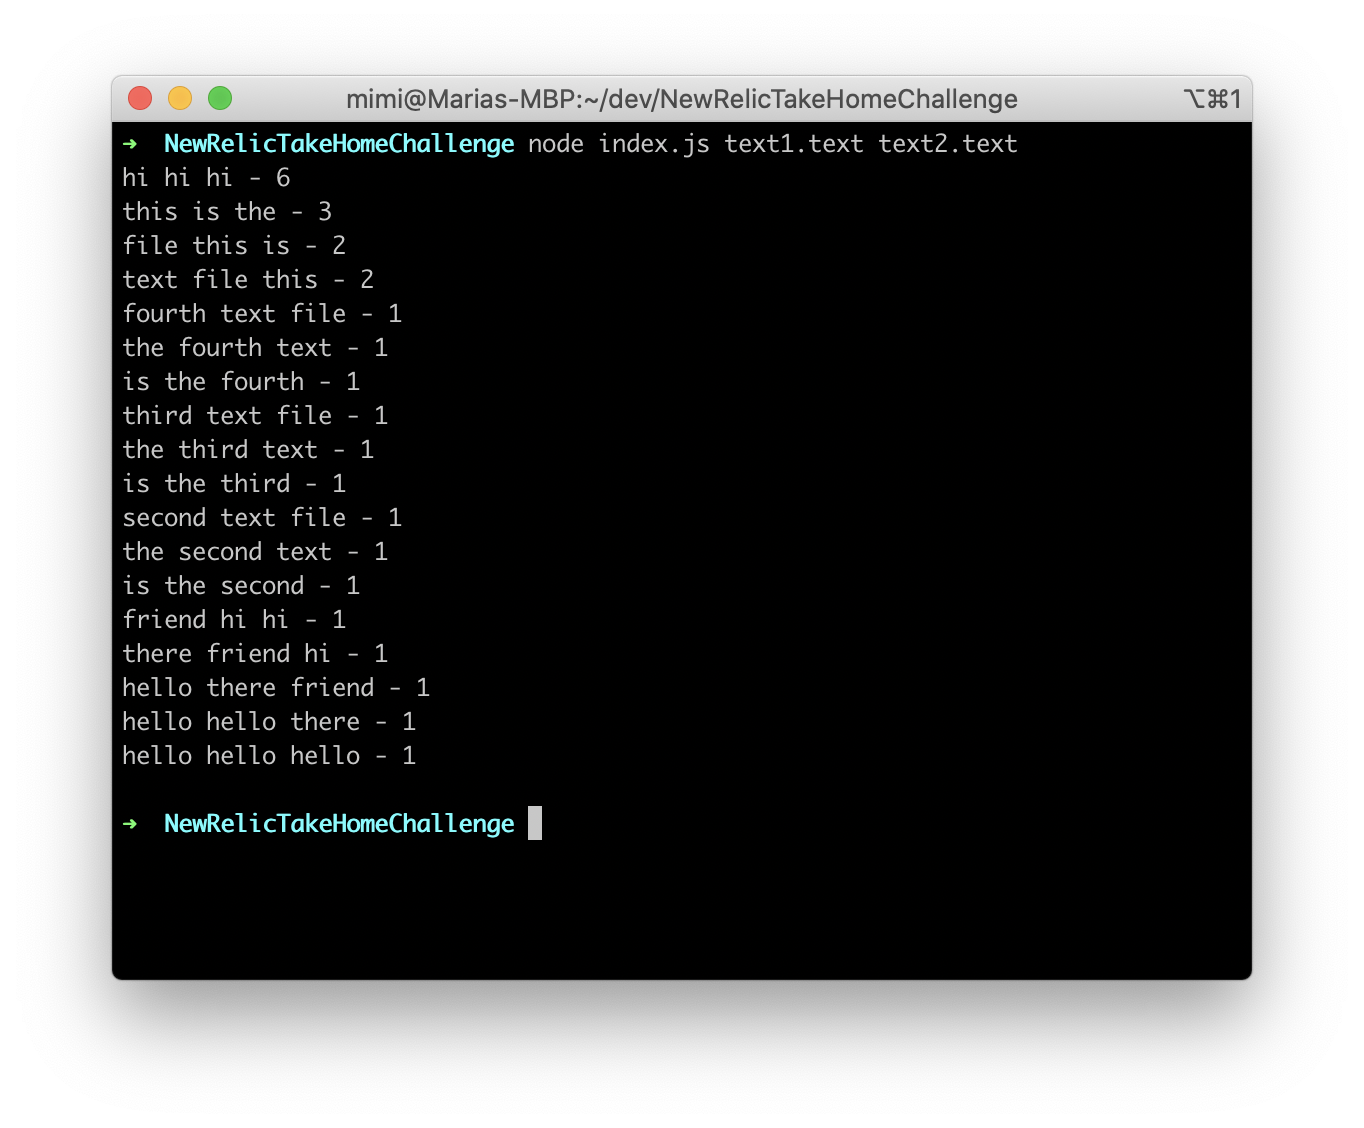 mimi@Marias-MBP:~/dev/NewRelicTakeHomeChallenge ⌥⌘1
➜ NewRelicTakeHomeChallenge node index.js text1.text text2.text
hi hi hi - 6
this is the - 3
file this is - 2
text file this - 2
fourth text file - 1
the fourth text - 1
is the fourth - 1
third text file - 1
the third text - 1
is the third - 1
second text file - 1
the second text - 1
is the second - 1
friend hi hi - 1
there friend hi - 1
hello there friend - 1
hello hello there - 1
hello hello hello - 1
➜ NewRelicTakeHomeChallenge